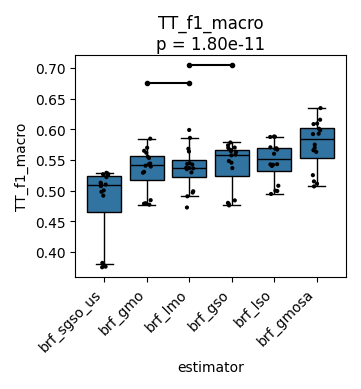 TT_f1_macro
p = 1.80e-11
TT_f1_macro
0.70
0.65
0.60
0.55
0.50
0.45
0.40
brf_sgso_us
brf_gmo
brf_lmo
brf_gso
brf_lso
brf_gmosa
estimator